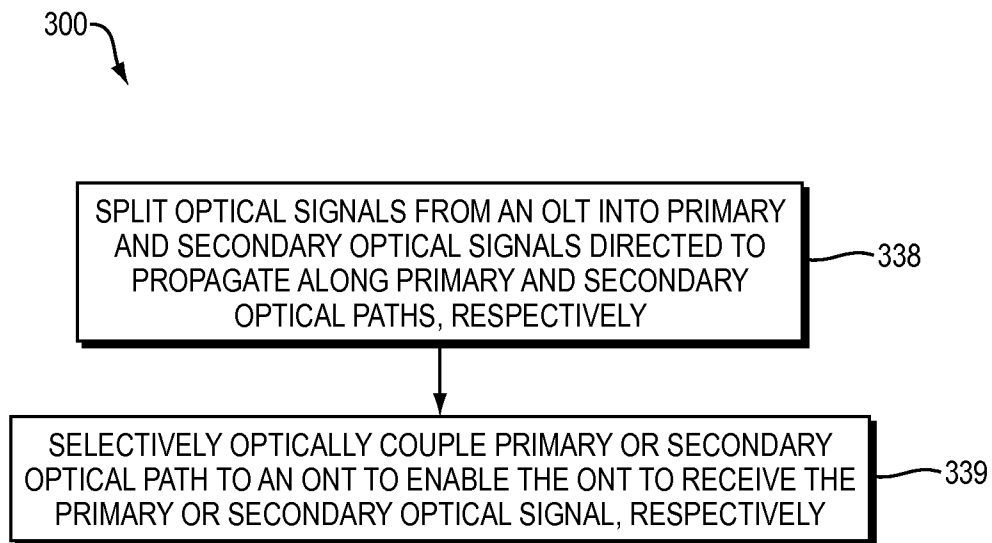 300
SPLIT OPTICAL SIGNALS FROM AN OLT INTO PRIMARY
AND SECONDARY OPTICAL SIGNALS DIRECTED TO
PROPAGATE ALONG PRIMARY AND SECONDARY
OPTICAL PATHS, RESPECTIVELY
338
SELECTIVELY OPTICALLY COUPLE PRIMARY OR SECONDARY
OPTICAL PATH TO AN ONT TO ENABLE THE ONT TO RECEIVE THE
PRIMARY OR SECONDARY OPTICAL SIGNAL, RESPECTIVELY
339